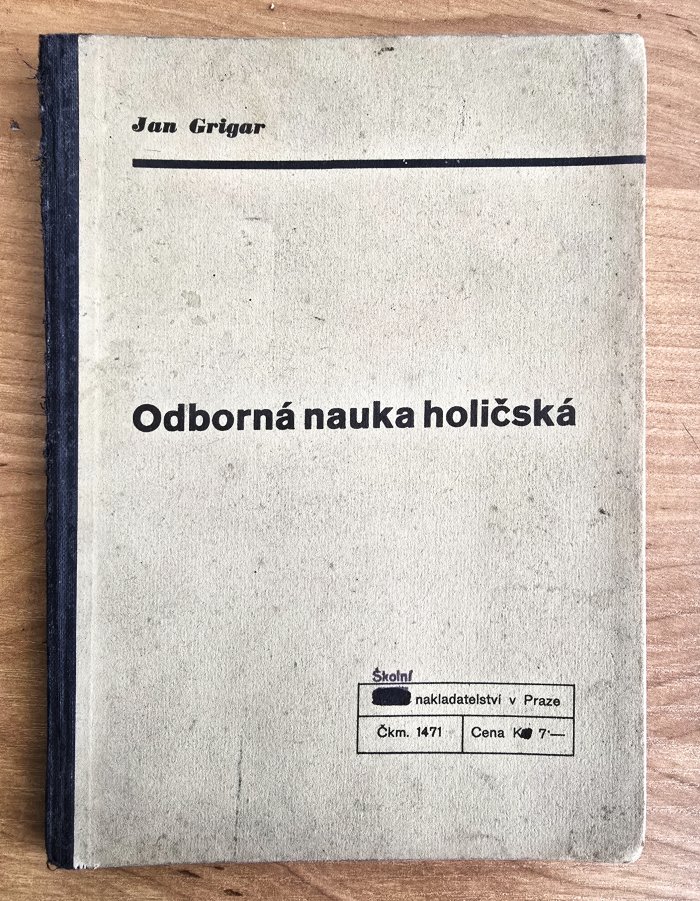 Jan Grigar
Odborná nauka holičská
Školní
nakladatelství v Praze
Čkm. 1471
Cena K 7·—